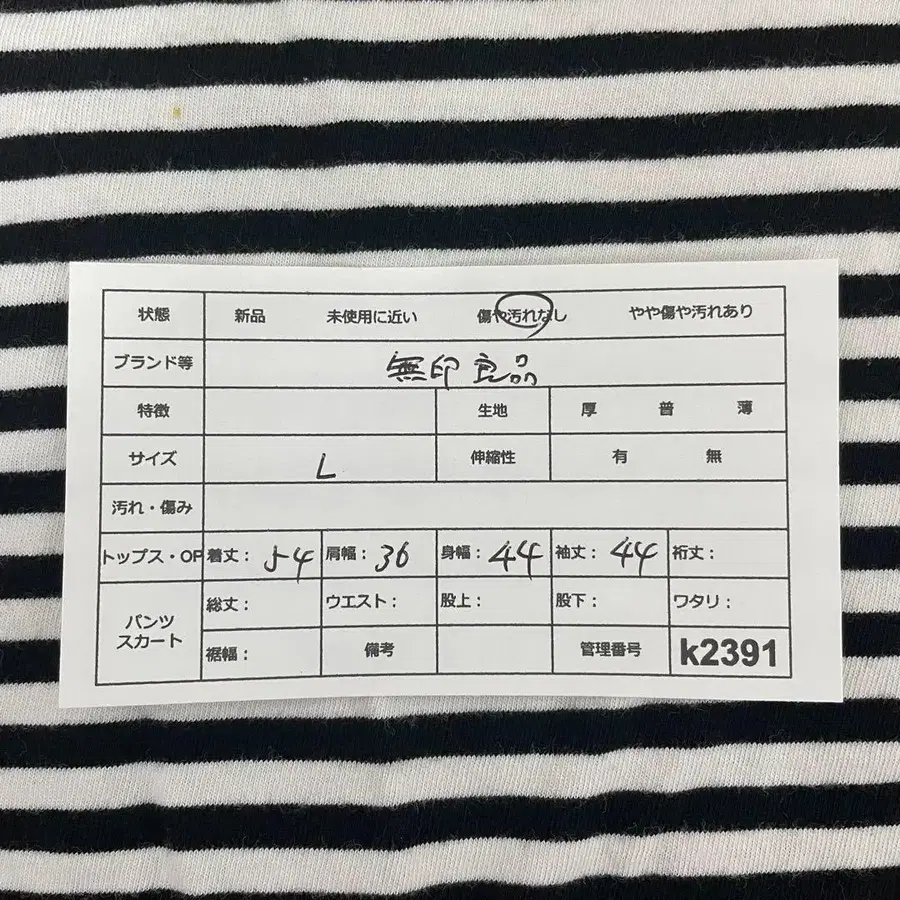 状態 新品 未使用に近い 傷や汚れなし やや傷や汚れあり
ブランド等 無印良品
特徴 生地 厚 普 薄
サイズ L 伸縮性 有 無
汚れ・傷み
トップス・OP 着丈： 54 肩幅： 36 身幅： 44 袖丈： 44 裄丈：
パンツ スカート 総丈： ウエスト： 股上： 股下： ワタリ：
裾幅： 備考 管理番号 k2391